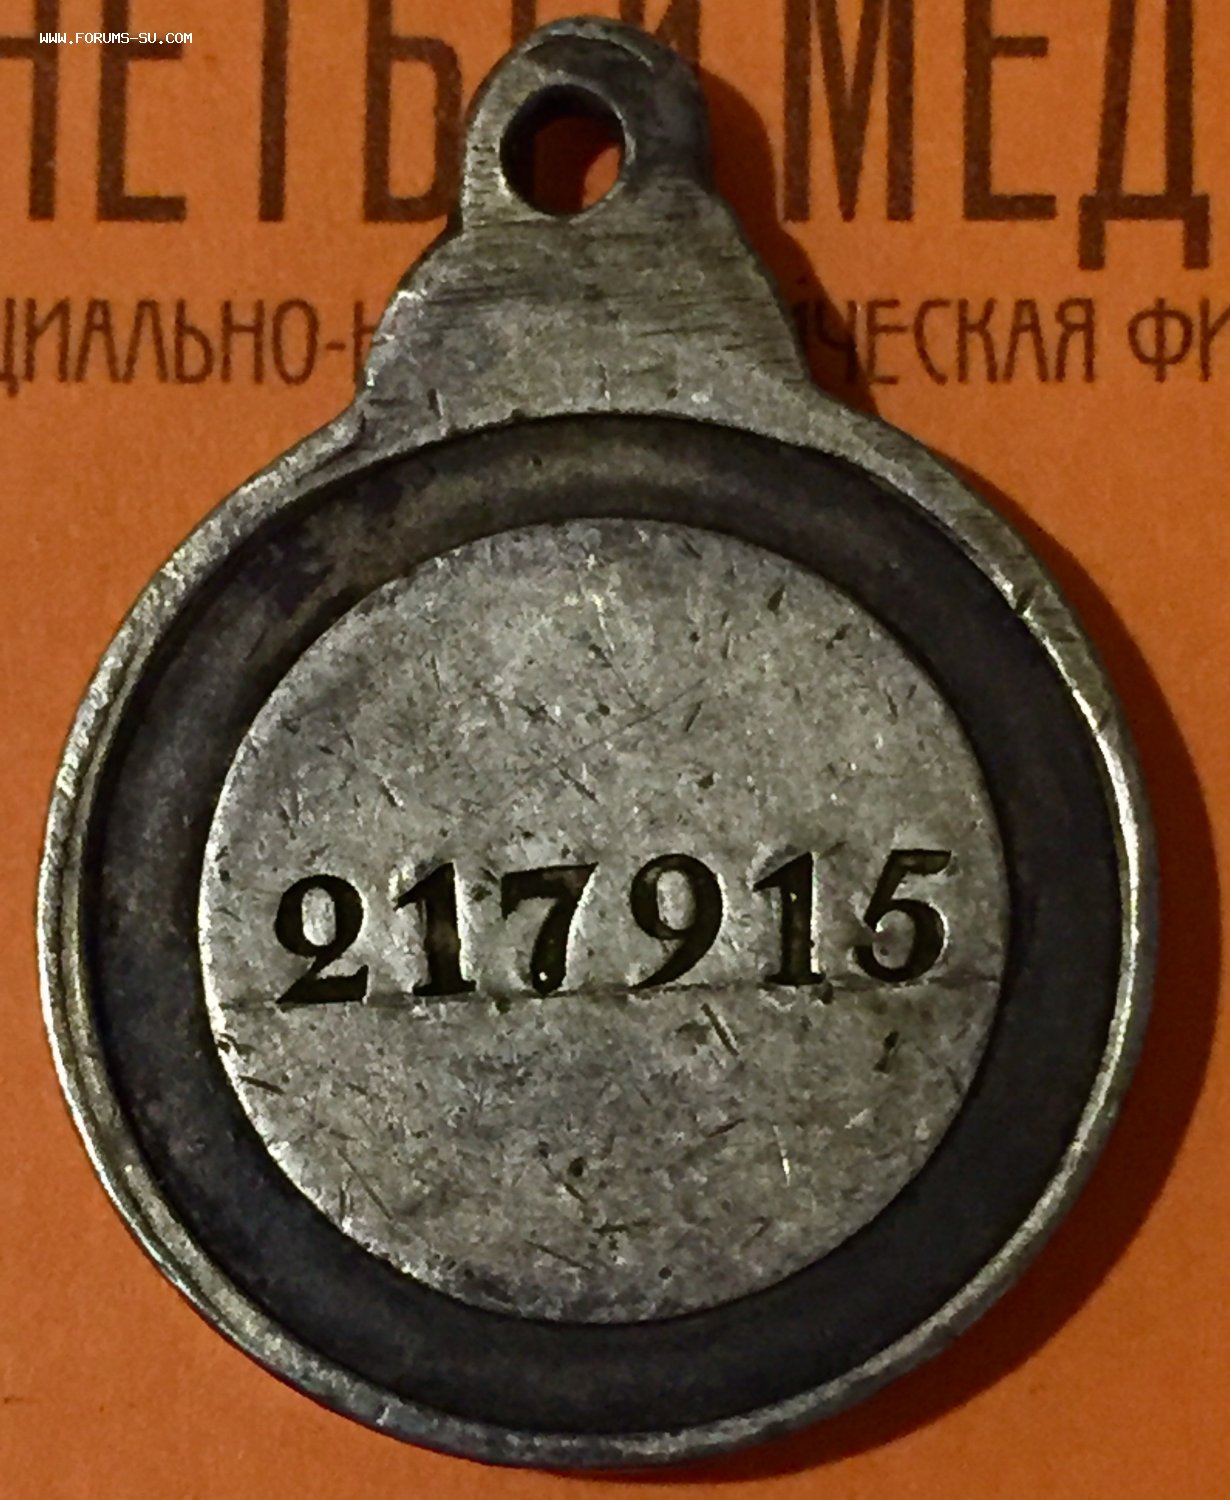 WWW.FORUMS-SU.COM
НЕТЫ И МЕД
ЦИАЛЬНО-
ЧЕСКАЯ ФИ
217915